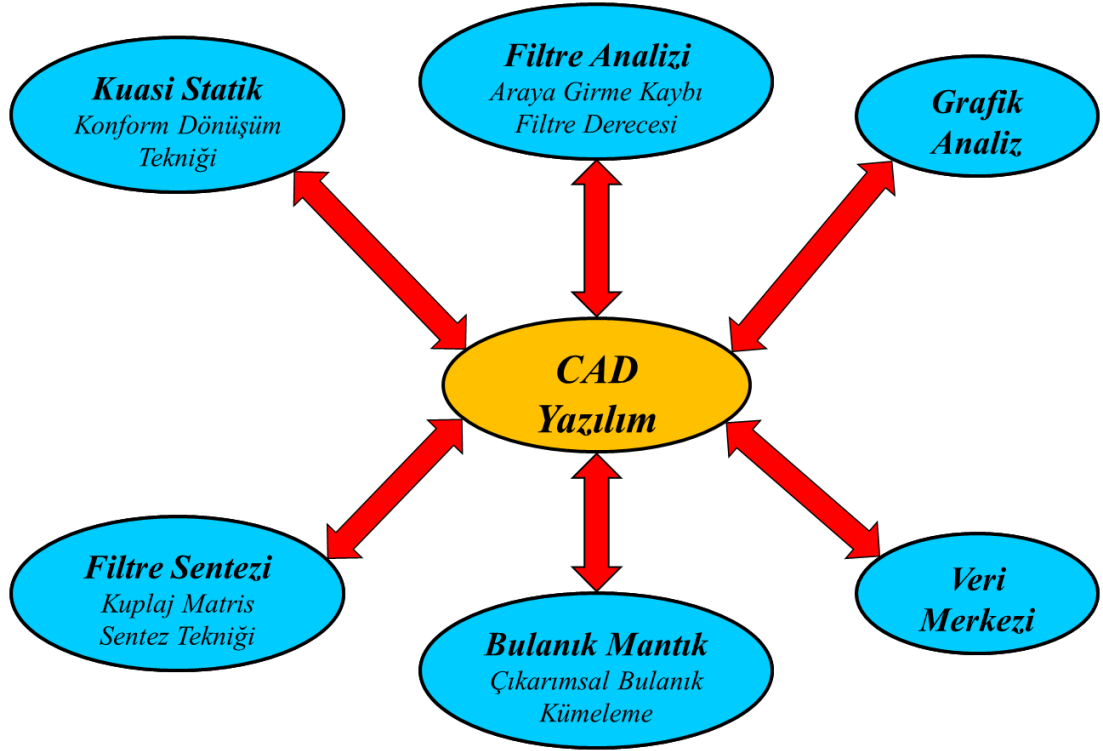 Kuasi Statik
Konform Dönüşüm
Tekniği
Filtre Analizi
Araya Girme Kaybı
Filtre Derecesi
Grafik
Analiz
CAD
Yazılım
Filtre Sentezi
Kuplaj Matris
Sentez Tekniği
Bulanık Mantık
Çıkarımsal Bulanık
Kümeleme
Veri
Merkezi